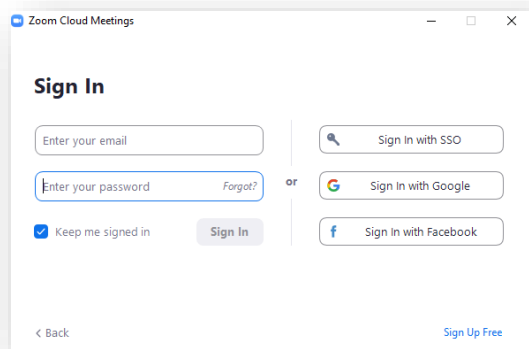 Zoom Cloud Meetings
Sign In
Enter your email
Enter your password Forgot?
Keep me signed in
Sign In
or
Sign In with SSO
Sign In with Google
Sign In with Facebook
< Back
Sign Up Free